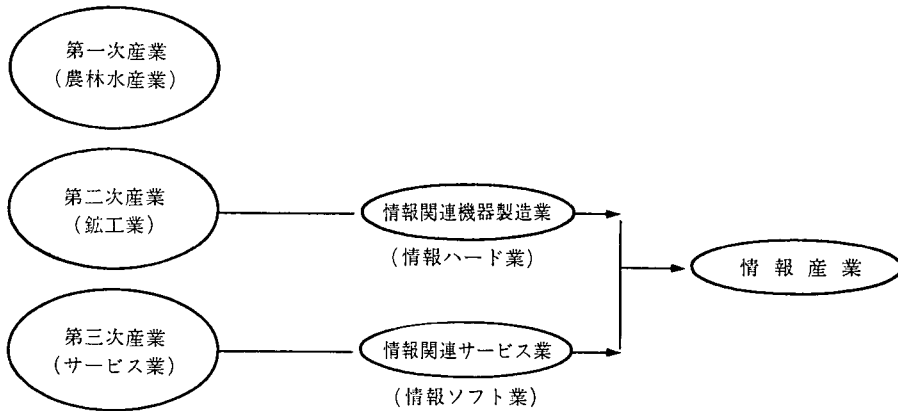 第一次産業
(農林水産業)
第二次産業
(鉱工業)
情報関連機器製造業
(情報ハード業)
情報産業
第三次産業
(サービス業)
情報関連サービス業
(情報ソフト業)